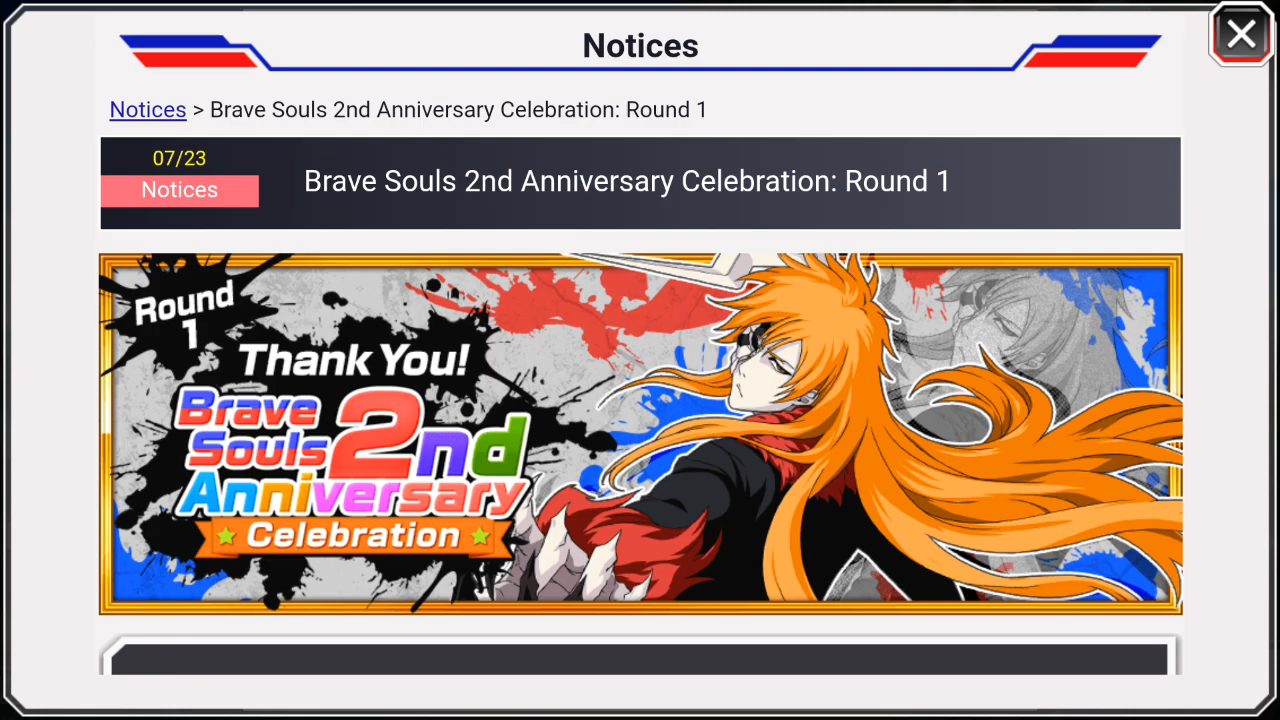 Notices
Notices > Brave Souls 2nd Anniversary Celebration: Round 1
07/23
Notices
Brave Souls 2nd Anniversary Celebration: Round 1
Round
1
Thank You!
Brave
Souls 2nd
Anniversary
Celebration